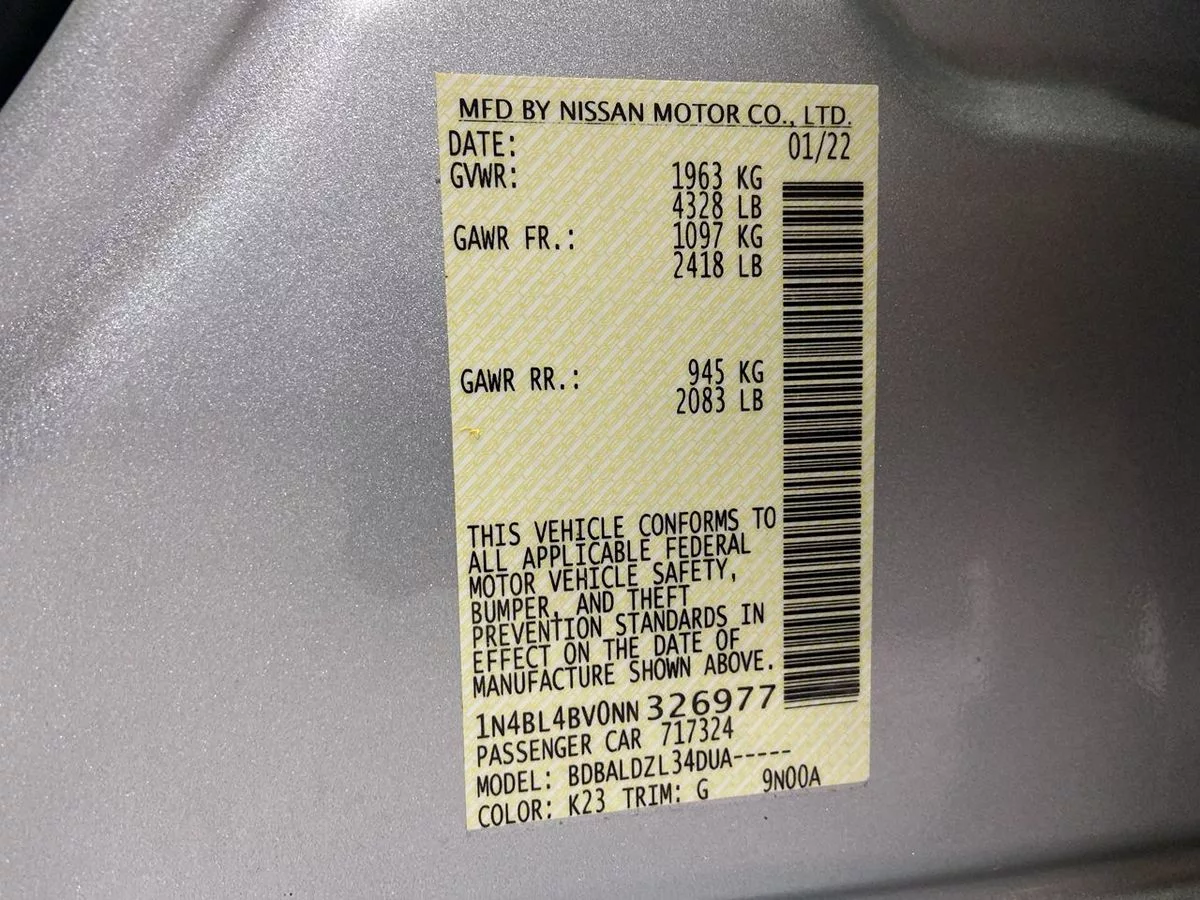 MFD BY NISSAN MOTOR CO., LTD.
DATE: 01/22
GVWR: 1963 KG
4328 LB
GAWR FR.: 1097 KG
2418 LB
GAWR RR.: 945 KG
2083 LB
THIS VEHICLE CONFORMS TO
ALL APPLICABLE FEDERAL
MOTOR VEHICLE SAFETY,
BUMPER, AND THEFT
PREVENTION STANDARDS IN
EFFECT ON THE DATE OF
MANUFACTURE SHOWN ABOVE.
1N4BL4BV0NN 326977
PASSENGER CAR 717324
MODEL: BDBALDZL34DUA-----
COLOR: K23 TRIM: G 9N00A